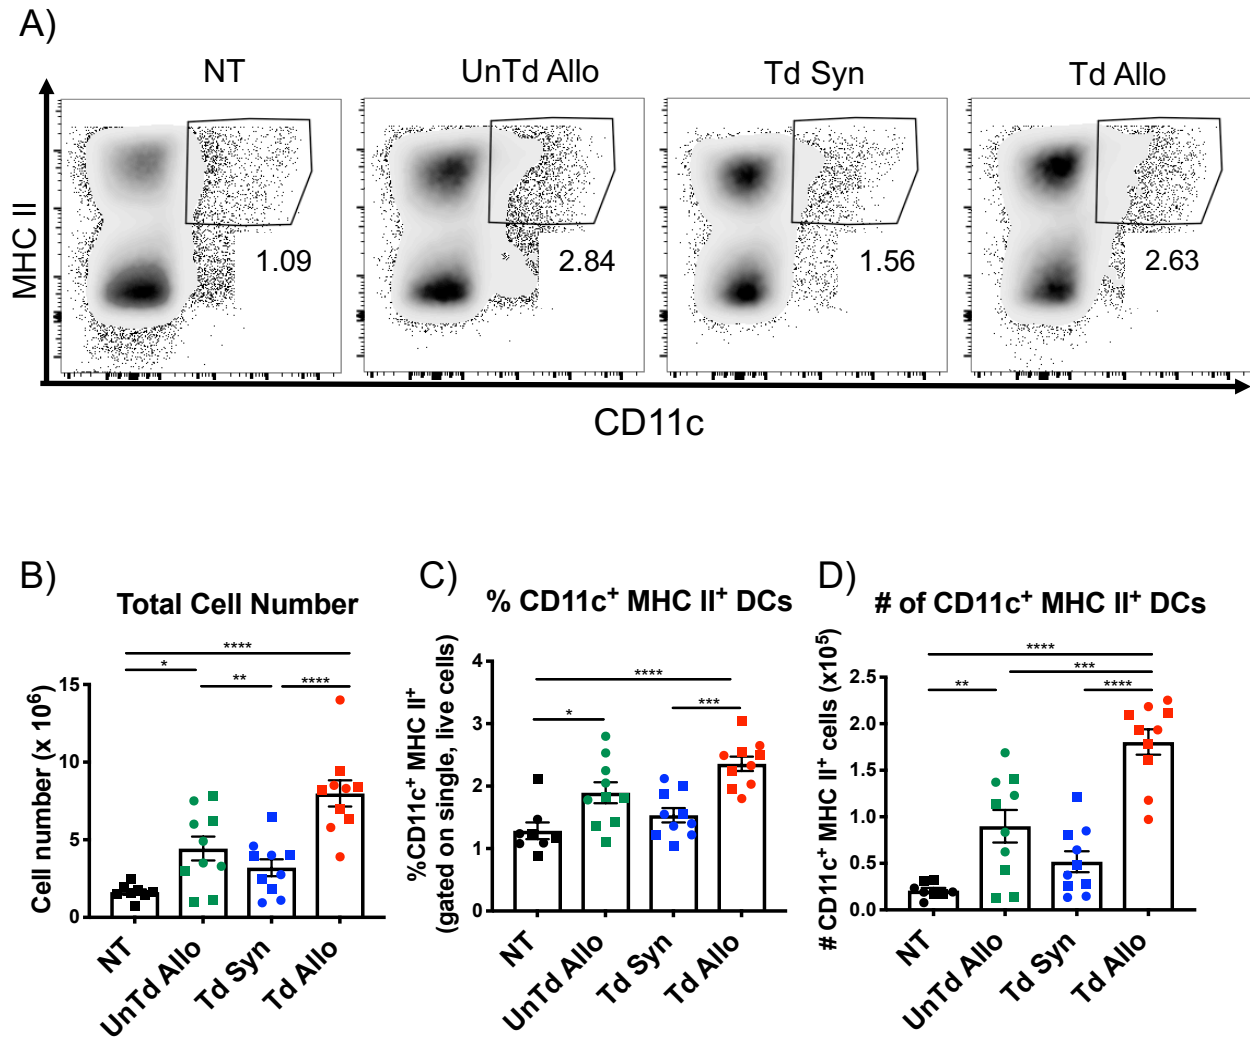 A)
NT
UnTd Allo
Td Syn
Td Allo
MHC II
1.09
2.84
1.56
2.63
CD11c
B)
Total Cell Number
****
*
**
****
Cell number (x 10⁶)
15
10
5
0
NT
UnTd Allo
Td Syn
Td Allo
C)
% CD11c⁺ MHC II⁺ DCs
****
*
***
%CD11c⁺ MHC II⁺
(gated on single, live cells)
4
3
2
1
0
NT
UnTd Allo
Td Syn
Td Allo
D)
# of CD11c⁺ MHC II⁺ DCs
****
***
**
****
# CD11c⁺ MHC II⁺ cells (x10⁵)
2.5
2.0
1.5
1.0
0.5
0.0
NT
UnTd Allo
Td Syn
Td Allo